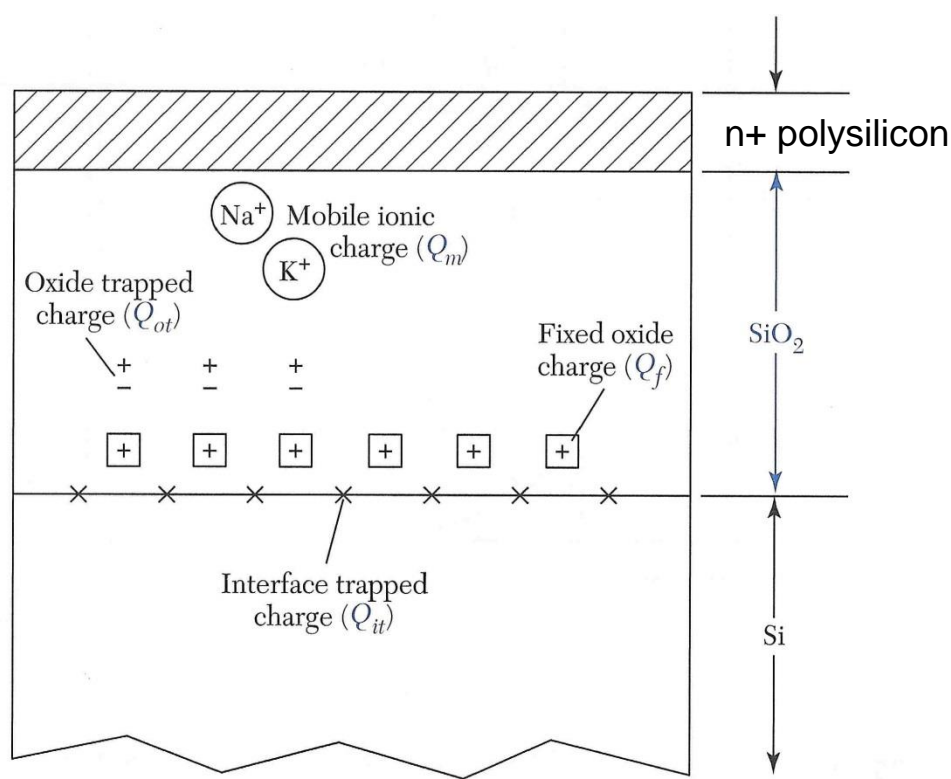 n+ polysilicon
Na+
Mobile ionic
charge (Qm)
K+
Oxide trapped
charge (Qot)
+ + +
− − −
Fixed oxide
charge (Qf)
SiO2
+ + + + + +
Interface trapped
charge (Qit)
Si